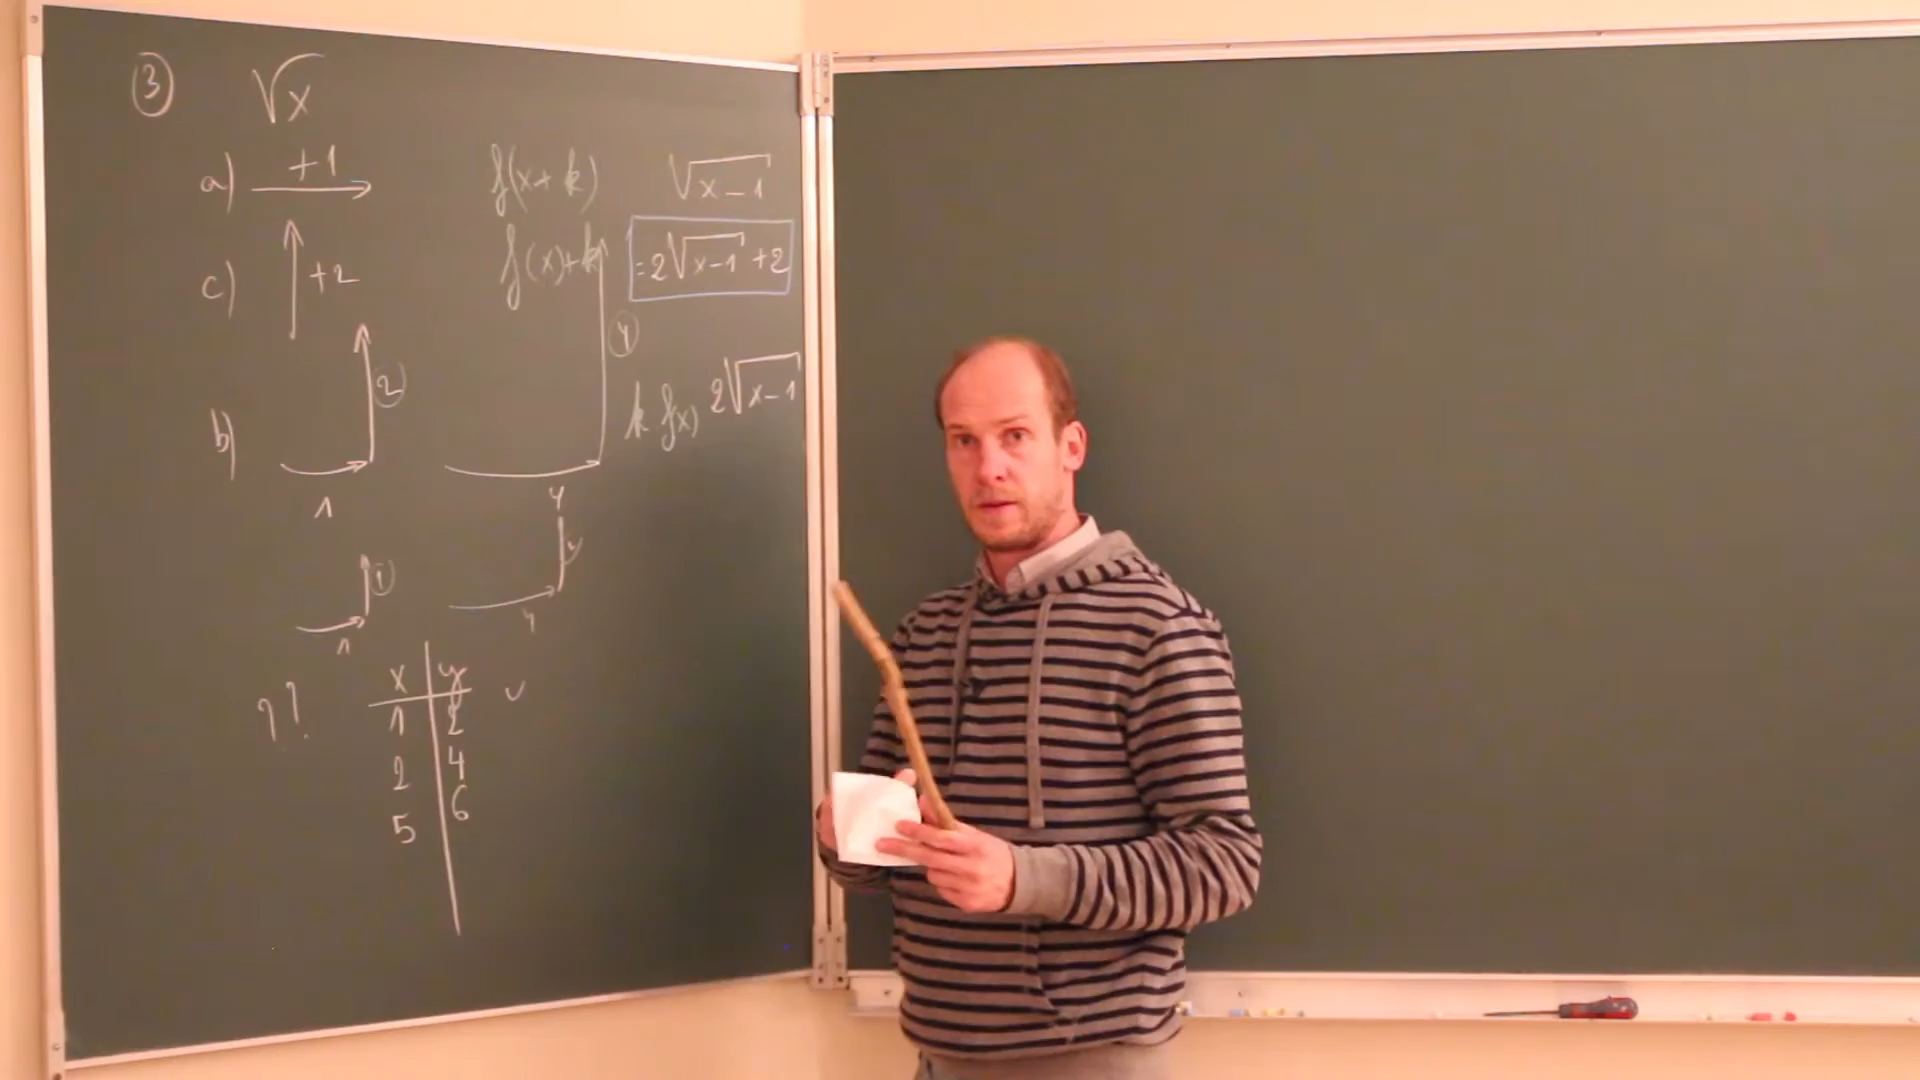 ③ √x
a) +1 f(x+k) √x-1
c) +2 f(x)+k =2√x-1 +2
4
b) 2 k f(x) 2√x-1
1 4
1
1 4
??
x y
1 2
2 4
5 6